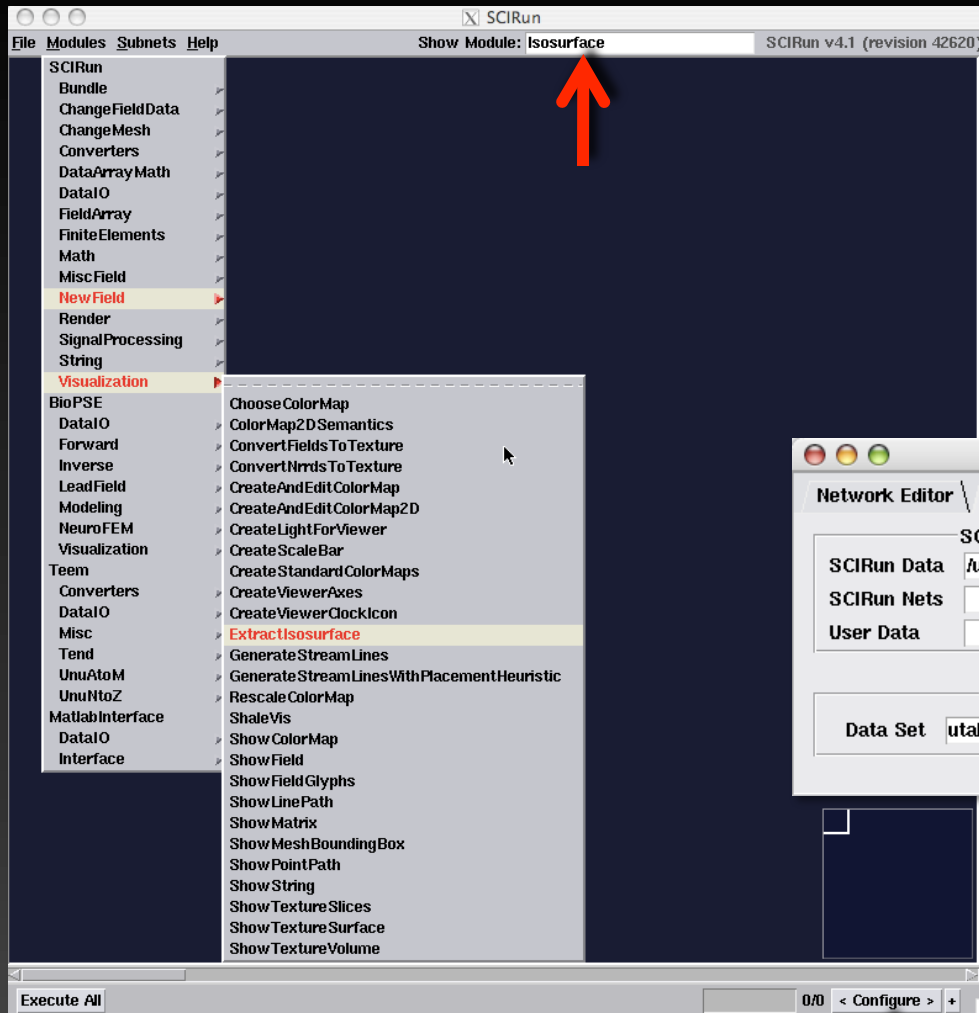 SCIRun
File Modules Subnets Help Show Module: Isosurface SCIRun v4.1 (revision 42620)
SCIRun
Bundle
ChangeFieldData
ChangeMesh
Converters
DataArrayMath
DataIO
FieldArray
FiniteElements
Math
MiscField
NewField
Render
SignalProcessing
String
Visualization
BioPSE
DataIO
Forward
Inverse
LeadField
Modeling
NeuroFEM
Visualization
Teem
Converters
DataIO
Misc
Tend
UnuAtoM
UnuNtoZ
MatlabInterface
DataIO
Interface
ChooseColorMap
ColorMap2DSemantics
ConvertFieldsToTexture
ConvertNrrdsToTexture
CreateAndEditColorMap
CreateAndEditColorMap2D
CreateLightForViewer
CreateScaleBar
CreateStandardColorMaps
CreateViewerAxes
CreateViewerClockIcon
ExtractIsosurface
GenerateStreamLines
GenerateStreamLinesWithPlacementHeuristic
RescaleColorMap
ShaleVis
ShowColorMap
ShowField
ShowFieldGlyphs
ShowLinePath
ShowMatrix
ShowMeshBoundingBox
ShowPointPath
ShowString
ShowTextureSlices
ShowTextureSurface
ShowTextureVolume
Network Editor
SCIRun Data
SCIRun Nets
User Data
Data Set
Execute All 0/0 < Configure > +